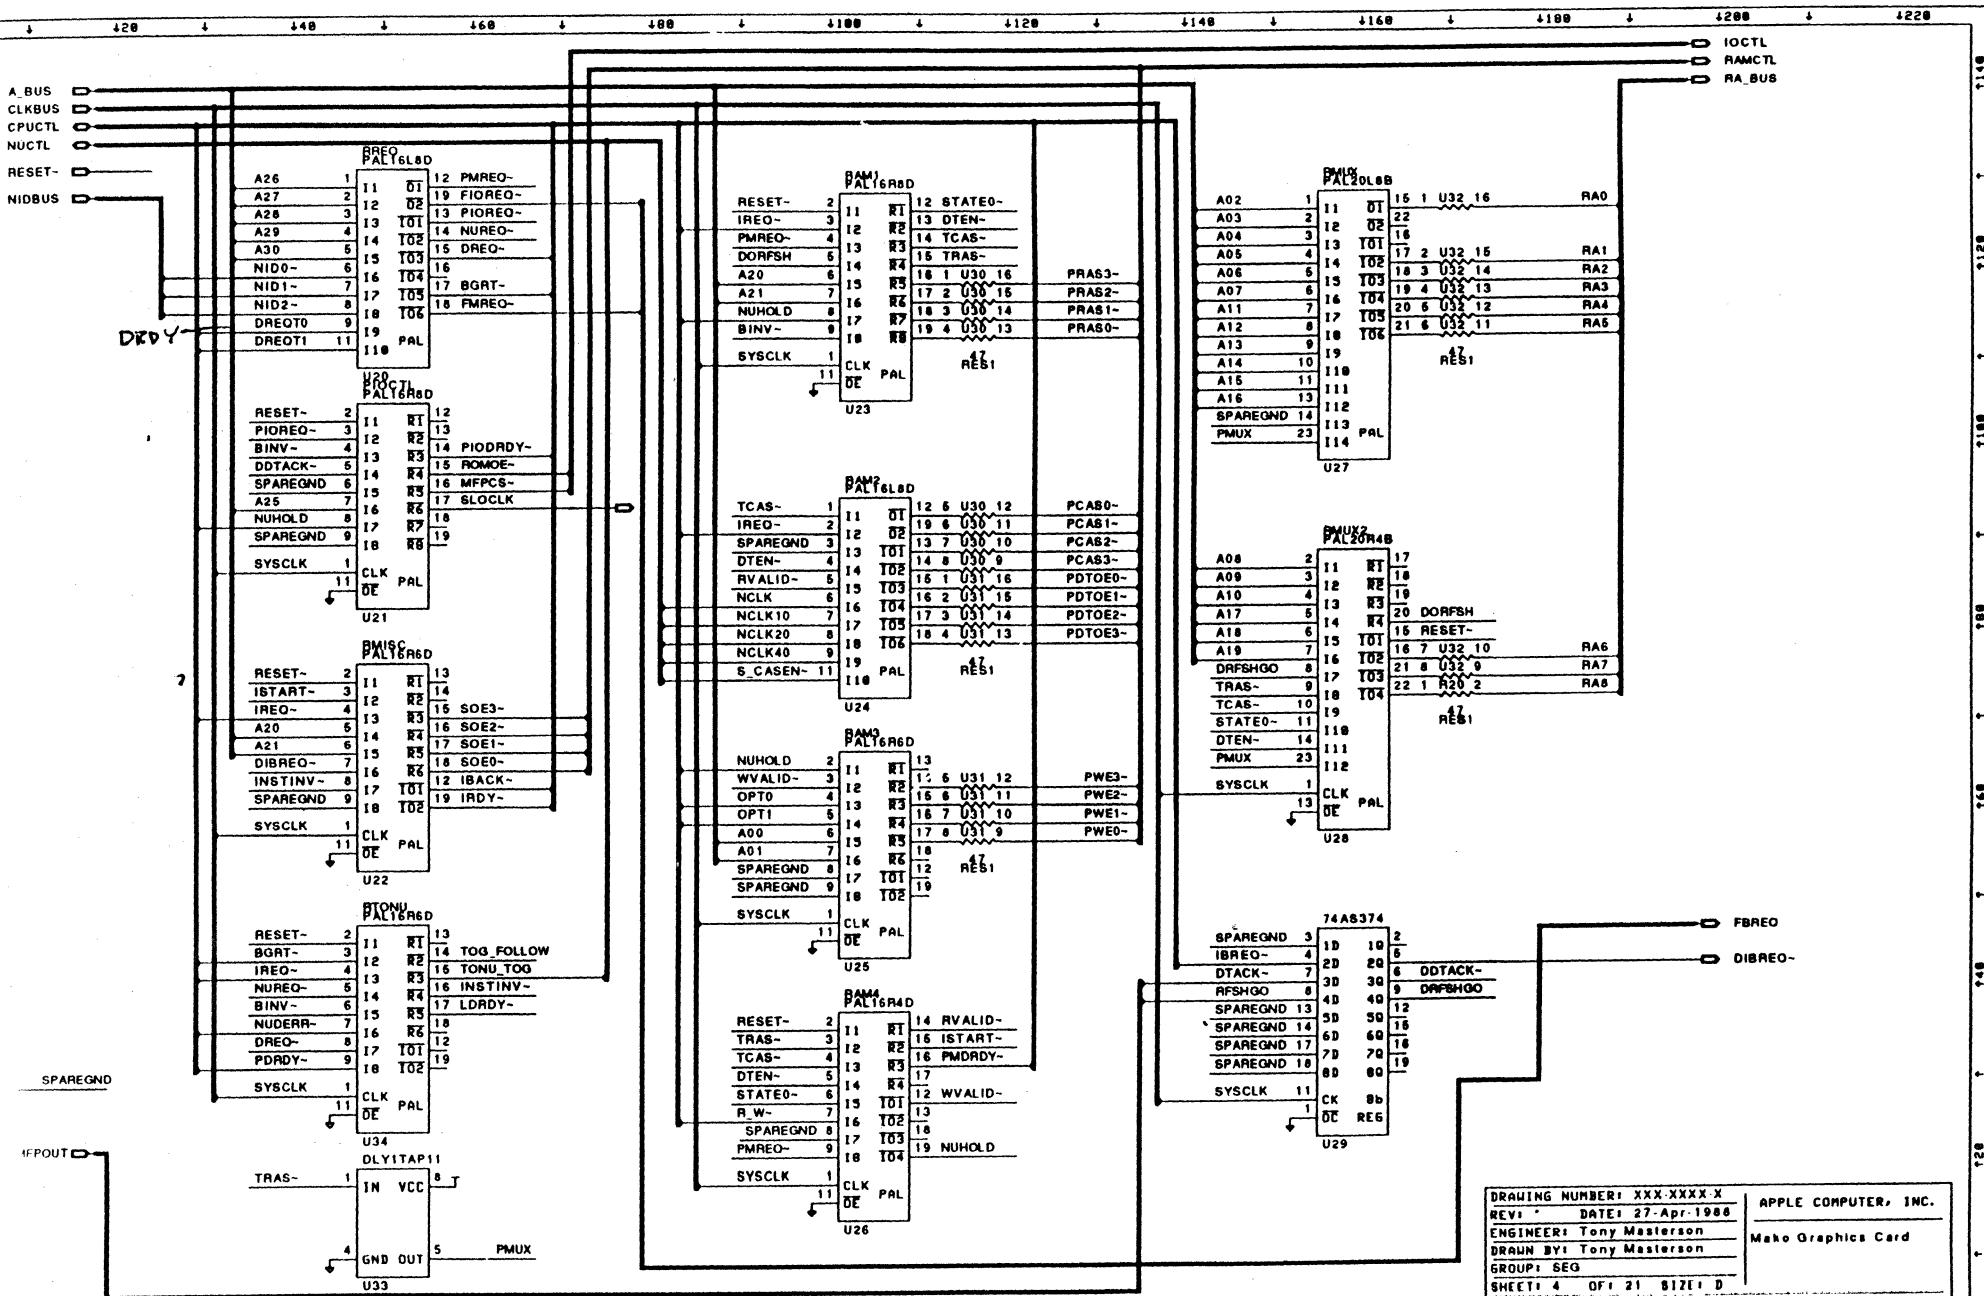 ↓20 ↓40 ↓60 ↓80 ↓100 ↓120 ↓140 ↓160 ↓180 ↓200 ↓220
IOCTL
RAMCTL
RA_BUS
A_BUS
CLKBUS
CPUCTL
NUCTL
RESET~
NIDBUS
PAL16L8D
A26 1 I1 O1 12 PMREQ~
A27 2 I2 O2 19 FIOREQ~
A28 3 I3 IO1 13 PIOREQ~
A29 4 I4 IO2 14 NUREQ~
A30 5 I5 IO3 15 DREQ~
NID0~ 6 I6 IO4 16
NID1~ 7 I7 IO5 17 BGRT~
NID2~ 8 I8 IO6 18 FMREQ~
DREQT0 9 I9
DRDY
DREQT1 11 I10 PAL
U20
PIOCTL
PAL16R8D
RESET~ 2 I1 R1 12
PIOREQ~ 3 I2 R2 13
BINV~ 4 I3 R3 14 PIODRDY~
DDTACK~ 5 I4 R4 15 ROMOE~
SPAREGND 6 I5 R5 16 MFPCS~
A25 7 I6 R6 17 SLOCLK
NUHOLD 8 I7 R7 18
SPAREGND 9 I8 R8 19
SYSCLK 1 CLK
11 OE PAL
U21
PAL16R6D
RESET~ 2 I1 R1 13
ISTART~ 3 I2 R2 14
IREQ~ 4 I3 R3 15 SOE3~
A20 5 I4 R4 16 SOE2~
A21 6 I5 R5 17 SOE1~
DIBREQ~ 7 I6 R6 18 SOE0~
INSTINV~ 8 I7 IO1 12 IBACK~
SPAREGND 9 I8 IO2 19 IRDY~
SYSCLK 1 CLK
11 OE PAL
U22
PAL16R6D
RESET~ 2 I1 R1 13
BGRT~ 3 I2 R2 14 TOG_FOLLOW
IREQ~ 4 I3 R3 15 TONU_TOG
NUREQ~ 5 I4 R4 16 INSTINV~
BINV~ 6 I5 R5 17 LDRDY~
NUDERR~ 7 I6 R6 18
DREQ~ 8 I7 IO1 12
PDRDY~ 9 I8 IO2 19
SYSCLK 1 CLK
11 OE PAL
U34
SPAREGND
DLY1TAP11
TRAS~ 1 IN VCC 8
4 GND OUT 5 PMUX
U33
PAL16R8D
RESET~ 2 I1 R1 12 STATE0~
IREQ~ 3 I2 R2 13 DTEN~
PMREQ~ 4 I3 R3 14 TCAS~
DORFSH 5 I4 R4 15 TRAS~
A20 6 I5 R5 16 1 U30 16 PRAS3~
A21 7 I6 R6 17 2 U30 15 PRAS2~
NUHOLD 8 I7 R7 18 3 U30 14 PRAS1~
BINV~ 9 I8 R8 19 4 U30 13 PRAS0~
SYSCLK 1 CLK
11 OE PAL
47
RES1
U23
PAL16L8D
TCAS~ 1 I1 O1 12 5 U30 12 PCAS0~
IREQ~ 2 I2 O2 19 6 U30 11 PCAS1~
SPAREGND 3 I3 IO1 13 7 U30 10 PCAS2~
DTEN~ 4 I4 IO2 14 8 U30 9 PCAS3~
RVALID~ 5 I5 IO3 15 1 U31 16 PDTOE0~
NCLK 6 I6 IO4 16 2 U31 15 PDTOE1~
NCLK10 7 I7 IO5 17 3 U31 14 PDTOE2~
NCLK20 8 I8 IO6 18 4 U31 13 PDTOE3~
NCLK40 9 I9
S_CASEN~ 11 I10 PAL
47
RES1
U24
PAL16R6D
NUHOLD 2 I1 R1 13
WVALID~ 3 I2 R2 5 U31 12 PWE3~
OPT0 4 I3 R3 15 6 U31 11 PWE2~
OPT1 5 I4 R4 16 7 U31 10 PWE1~
A00 6 I5 R5 17 8 U31 9 PWE0~
A01 7 I6 R6 18
SPAREGND 8 I7 IO1 12
SPAREGND 9 I8 IO2 19
SYSCLK 1 CLK
11 OE PAL
47
RES1
U25
PAL16R4D
RESET~ 2 I1 R1 14 RVALID~
TRAS~ 3 I2 R2 15 ISTART~
TCAS~ 4 I3 R3 16 PMDRDY~
DTEN~ 5 I4 R4 17
STATE0~ 6 I5 IO1 12 WVALID~
R_W~ 7 I6 IO2 13
SPAREGND 8 I7 IO3 18
PMREQ~ 9 I8 IO4 19 NUHOLD
SYSCLK 1 CLK
11 OE PAL
U26
PAL20L8B
A02 1 I1 O1 15 1 U32 16 RA0
A03 2 I2 O2 22
A04 3 I3 IO1 16
A05 4 I4 IO2 17 2 U32 15 RA1
A06 5 I5 IO3 18 3 U32 14 RA2
A07 6 I6 IO4 19 4 U32 13 RA3
A11 7 I7 IO5 20 5 U32 12 RA4
A12 8 I8 IO6 21 6 U32 11 RA5
A13 9 I9
A14 10 I10
A15 11 I11
A16 13 I12
SPAREGND 14 I13
PMUX 23 I14 PAL
47
RES1
U27
PAL20R4B
A08 2 I1 R1 17
A09 3 I2 R2 18
A10 4 I3 R3 19
A17 5 I4 R4 20 DORFSH
A18 6 I5 IO1 15 RESET~
A19 7 I6 IO2 16 7 U32 10 RA6
DRFSHGO 8 I7 IO3 21 8 U32 9 RA7
TRAS~ 9 I8 IO4 22 1 R20 2 RA8
TCAS~ 10 I9
STATE0~ 11 I10
DTEN~ 14 I11
PMUX 23 I12
SYSCLK 1 CLK
13 OE PAL
47
RES1
U28
74AS374
SPAREGND 3 1D 1Q 2
IBREQ~ 4 2D 2Q 5
DTACK~ 7 3D 3Q 6 DDTACK~
RFSHGO 8 4D 4Q 9 DRFSHGO
SPAREGND 13 5D 5Q 12
SPAREGND 14 6D 6Q 15
SPAREGND 17 7D 7Q 16
SPAREGND 18 8D 8Q 19
SYSCLK 11 CK 8b
1 OC REG
U29
FBREQ
DIBREQ~
DRAWING NUMBER: XXX-XXXX-X
REV: DATE: 27-Apr-1988
ENGINEER: Tony Masterson
DRAWN BY: Tony Masterson
GROUP: SEG
SHEET: 4 OF: 21 SIZE: D
APPLE COMPUTER, INC.
Mako Graphics Card